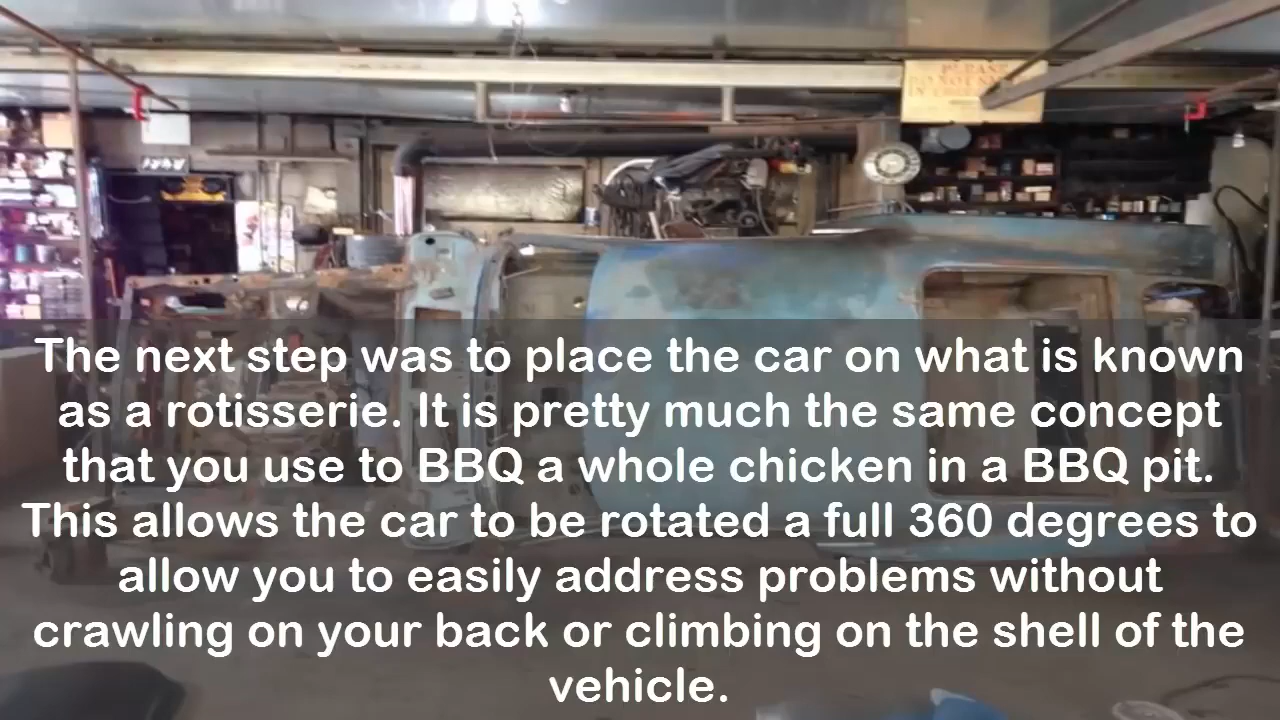 The next step was to place the car on what is known
as a rotisserie. It is pretty much the same concept
that you use to BBQ a whole chicken in a BBQ pit.
This allows the car to be rotated a full 360 degrees to
allow you to easily address problems without
crawling on your back or climbing on the shell of the
vehicle.